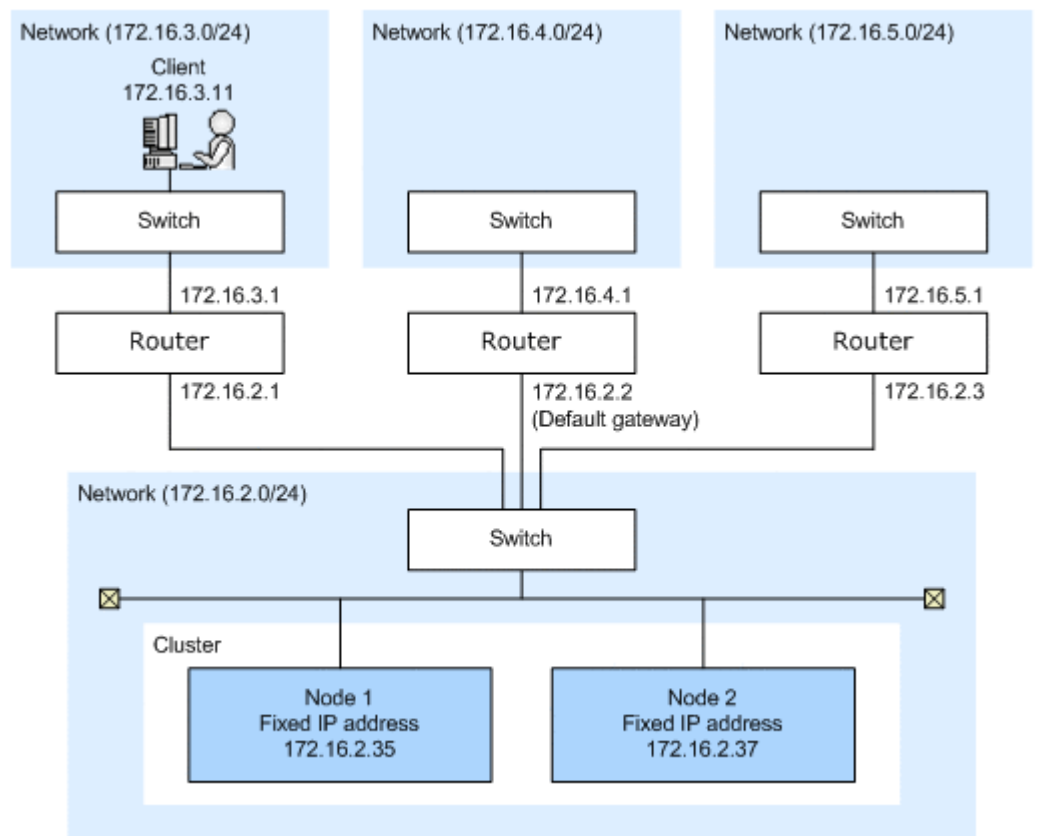 Network (172.16.3.0/24)
Client
172.16.3.11
Switch
172.16.3.1
Router
172.16.2.1
Network (172.16.4.0/24)
Switch
172.16.4.1
Router
172.16.2.2
(Default gateway)
Network (172.16.5.0/24)
Switch
172.16.5.1
Router
172.16.2.3
Network (172.16.2.0/24)
Switch
Cluster
Node 1
Fixed IP address
172.16.2.35
Node 2
Fixed IP address
172.16.2.37